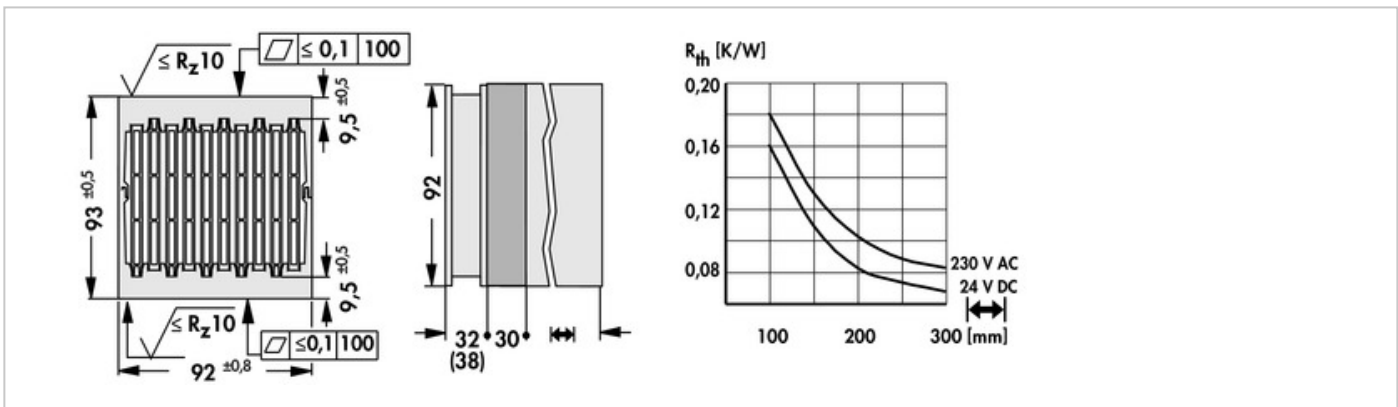 ≤ Rz10
⏥ ≤ 0,1 100
9,5 ±0,5
93 ±0,5
9,5 ±0,5
≤ Rz10
⏥ ≤0,1 100
92 ±0,8
92
32
(38)
30
Rth [K/W]
0,20
0,16
0,12
0,08
230 V AC
24 V DC
100
200
300 [mm]